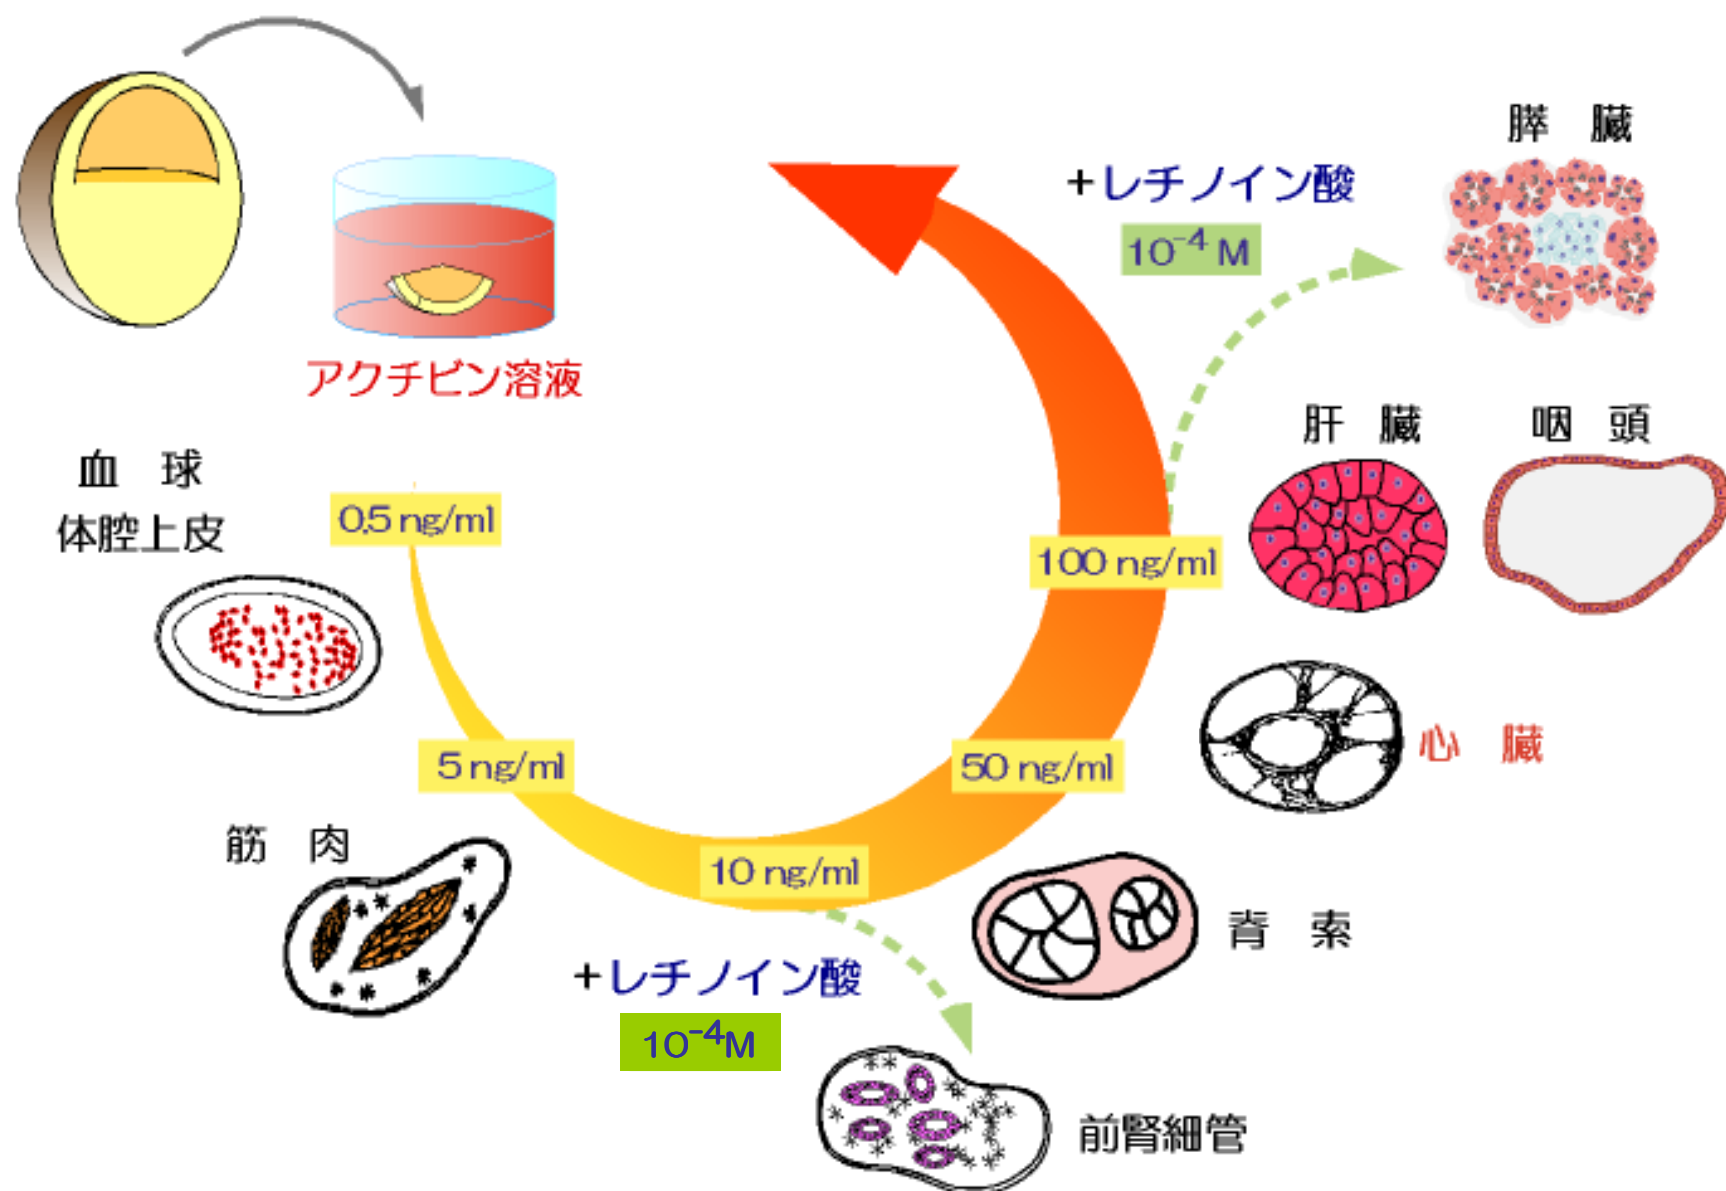 アクチビン溶液
血 球
体腔上皮
0.5 ng/ml
5 ng/ml
筋 肉
10 ng/ml
+レチノイン酸
10⁻⁴M
前腎細管
脊 索
50 ng/ml
心 臓
100 ng/ml
肝 臓
咽 頭
+レチノイン酸
10⁻⁴ M
膵 臓